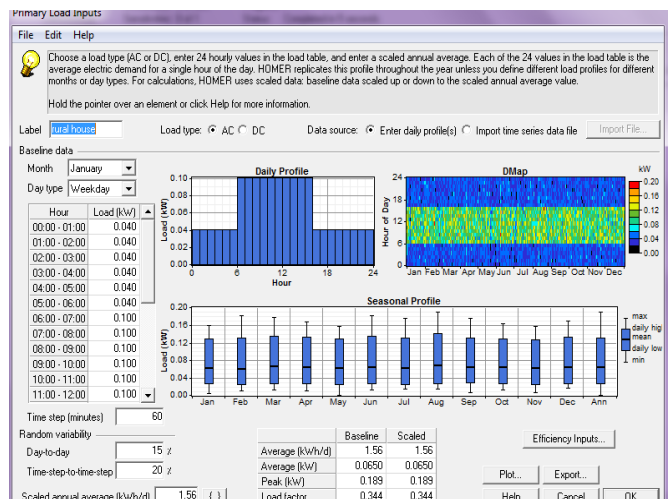 Primary Load Inputs
File Edit Help
Choose a load type (AC or DC), enter 24 hourly values in the load table, and enter a scaled annual average. Each of the 24 values in the load table is the
average electric demand for a single hour of the day. HOMER replicates this profile throughout the year unless you define different load profiles for different
months or day types. For calculations, HOMER uses scaled data: baseline data scaled up or down to the scaled annual average value.
Hold the pointer over an element or click Help for more information.
Label rural house Load type: AC DC Data source: Enter daily profile(s) Import time series data file Import File...
Baseline data
Month January
Day type Weekday
Hour Load (kW)
00:00 - 01:00 0.040
01:00 - 02:00 0.040
02:00 - 03:00 0.040
03:00 - 04:00 0.040
04:00 - 05:00 0.040
05:00 - 06:00 0.040
06:00 - 07:00 0.100
07:00 - 08:00 0.100
08:00 - 09:00 0.100
09:00 - 10:00 0.100
10:00 - 11:00 0.100
11:00 - 12:00 0.100
Daily Profile
Load (kW)
0.10
0.08
0.06
0.04
0.02
0.00
0 6 12 18 24
Hour
DMap
Hour of Day
24
18
12
6
0
Jan Feb Mar Apr May Jun Jul Aug Sep Oct Nov Dec
kW
0.20
0.16
0.12
0.08
0.04
0.00
Seasonal Profile
Load (kW)
0.20
0.16
0.12
0.08
0.04
0.00
Jan Feb Mar Apr May Jun Jul Aug Sep Oct Nov Dec Ann
max
daily hig
mean
daily low
min
Time step (minutes) 60
Random variability
Day-to-day 15 %
Time-step-to-time-step 20 %
Scaled annual average (kWh/d) 1.56 { }
Baseline Scaled
Average (kWh/d) 1.56 1.56
Average (kW) 0.0650 0.0650
Peak (kW) 0.189 0.189
Load factor 0.344 0.344
Efficiency Inputs...
Plot... Export...
Help Cancel OK